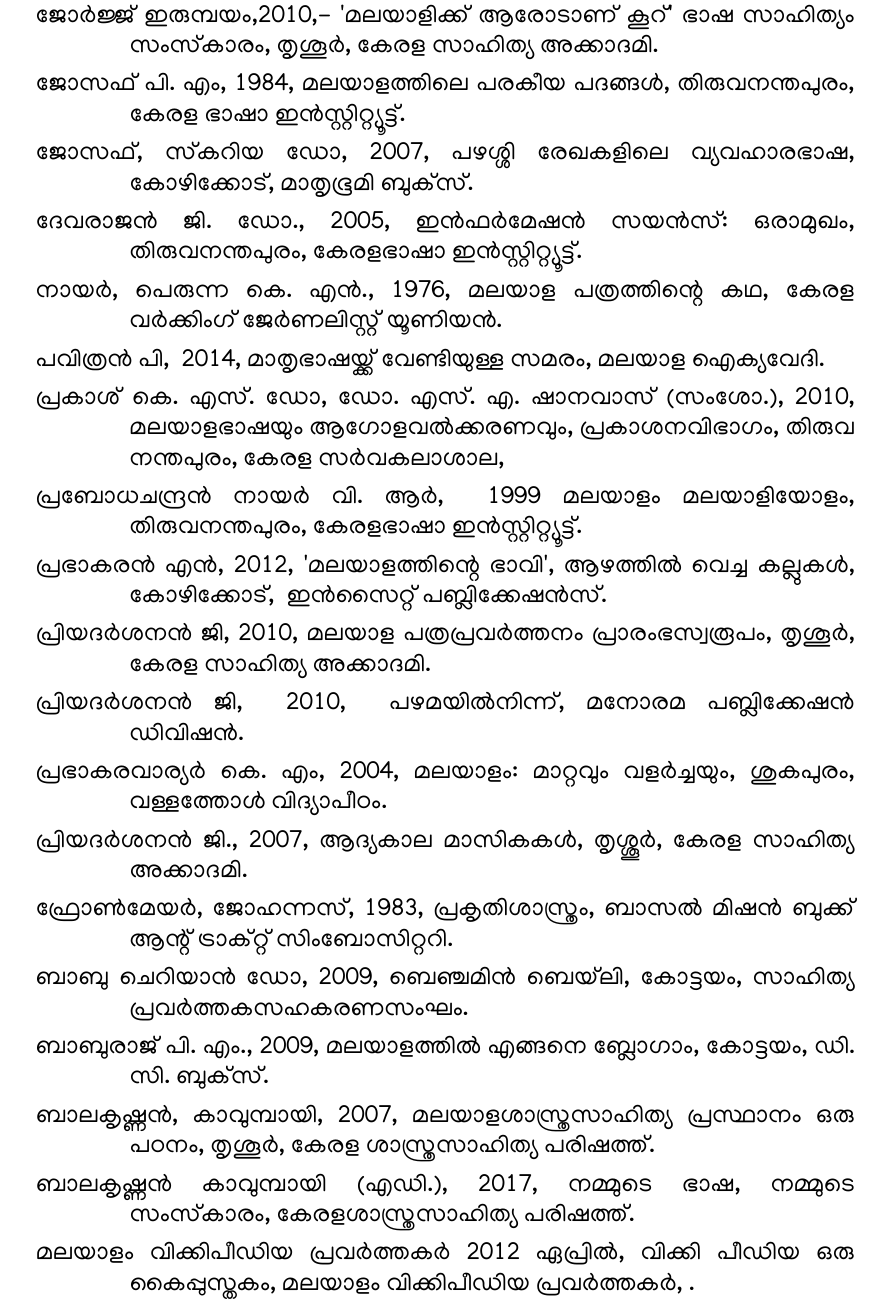 ജോർജ്ജ് ഇരുമ്പയം,2010,– 'മലയാളിക്ക് ആരോടാണ് കൂറ്' ഭാഷ സാഹിത്യം
സംസ്കാരം, തൃശൂർ, കേരള സാഹിത്യ അക്കാദമി.
ജോസഫ് പി. എം, 1984, മലയാളത്തിലെ പരകീയ പദങ്ങൾ, തിരുവനന്തപുരം,
കേരള ഭാഷാ ഇൻസ്റ്റിറ്റ്യൂട്ട്.
ജോസഫ്, സ്കറിയ ഡോ, 2007, പഴശ്ശി രേഖകളിലെ വ്യവഹാരഭാഷ,
കോഴിക്കോട്, മാതൃഭൂമി ബുക്സ്.
ദേവരാജൻ ജി. ഡോ., 2005, ഇൻഫർമേഷൻ സയൻസ്: ഒരാമുഖം,
തിരുവനന്തപുരം, കേരളഭാഷാ ഇൻസ്റ്റിറ്റ്യൂട്ട്.
നായർ, പെരുന്ന കെ. എൻ., 1976, മലയാള പത്രത്തിന്റെ കഥ, കേരള
വർക്കിംഗ് ജേർണലിസ്റ്റ് യൂണിയൻ.
പവിത്രൻ പി, 2014, മാതൃഭാഷയ്ക്ക് വേണ്ടിയുള്ള സമരം, മലയാള ഐക്യവേദി.
പ്രകാശ് കെ. എസ്. ഡോ, ഡോ. എസ്. എ. ഷാനവാസ് (സംശോ.), 2010,
മലയാളഭാഷയും ആഗോളവൽക്കരണവും, പ്രകാശനവിഭാഗം, തിരുവ
നന്തപുരം, കേരള സർവകലാശാല,
പ്രബോധചന്ദ്രൻ നായർ വി. ആർ, 1999 മലയാളം മലയാളിയോളം,
തിരുവനന്തപുരം, കേരളഭാഷാ ഇൻസ്റ്റിറ്റ്യൂട്ട്.
പ്രഭാകരൻ എൻ, 2012, 'മലയാളത്തിന്റെ ഭാവി', ആഴത്തിൽ വെച്ച കല്ലുകൾ,
കോഴിക്കോട്, ഇൻസൈറ്റ് പബ്ലിക്കേഷൻസ്.
പ്രിയദർശനൻ ജി, 2010, മലയാള പത്രപ്രവർത്തനം പ്രാരംഭസ്വരൂപം, തൃശൂർ,
കേരള സാഹിത്യ അക്കാദമി.
പ്രിയദർശനൻ ജി, 2010, പഴമയിൽനിന്ന്, മനോരമ പബ്ലിക്കേഷൻ
ഡിവിഷൻ.
പ്രഭാകരവാര്യർ കെ. എം, 2004, മലയാളം: മാറ്റവും വളർച്ചയും, ശുകപുരം,
വള്ളത്തോൾ വിദ്യാപീഠം.
പ്രിയദർശനൻ ജി., 2007, ആദ്യകാല മാസികകൾ, തൃശ്ശൂർ, കേരള സാഹിത്യ
അക്കാദമി.
ഫ്രോൺമേയർ, ജോഹന്നസ്, 1983, പ്രകൃതിശാസ്ത്രം, ബാസൽ മിഷൻ ബുക്ക്
ആന്റ് ട്രാക്റ്റ് സിംബോസിറ്ററി.
ബാബു ചെറിയാൻ ഡോ, 2009, ബെഞ്ചമിൻ ബെയ്‌ലി, കോട്ടയം, സാഹിത്യ
പ്രവർത്തകസഹകരണസംഘം.
ബാബുരാജ് പി. എം., 2009, മലയാളത്തിൽ എങ്ങനെ ബ്ലോഗാം, കോട്ടയം, ഡി.
സി. ബുക്സ്.
ബാലകൃഷ്ണൻ, കാവുമ്പായി, 2007, മലയാളശാസ്ത്രസാഹിത്യ പ്രസ്ഥാനം ഒരു
പഠനം, തൃശൂർ, കേരള ശാസ്ത്രസാഹിത്യ പരിഷത്ത്.
ബാലകൃഷ്ണൻ കാവുമ്പായി (എഡി.), 2017, നമ്മുടെ ഭാഷ, നമ്മുടെ
സംസ്കാരം, കേരളശാസ്ത്രസാഹിത്യ പരിഷത്ത്.
മലയാളം വിക്കിപീഡിയ പ്രവർത്തകർ 2012 ഏപ്രിൽ, വിക്കി പീഡിയ ഒരു
കൈപ്പുസ്തകം, മലയാളം വിക്കിപീഡിയ പ്രവർത്തകർ, .